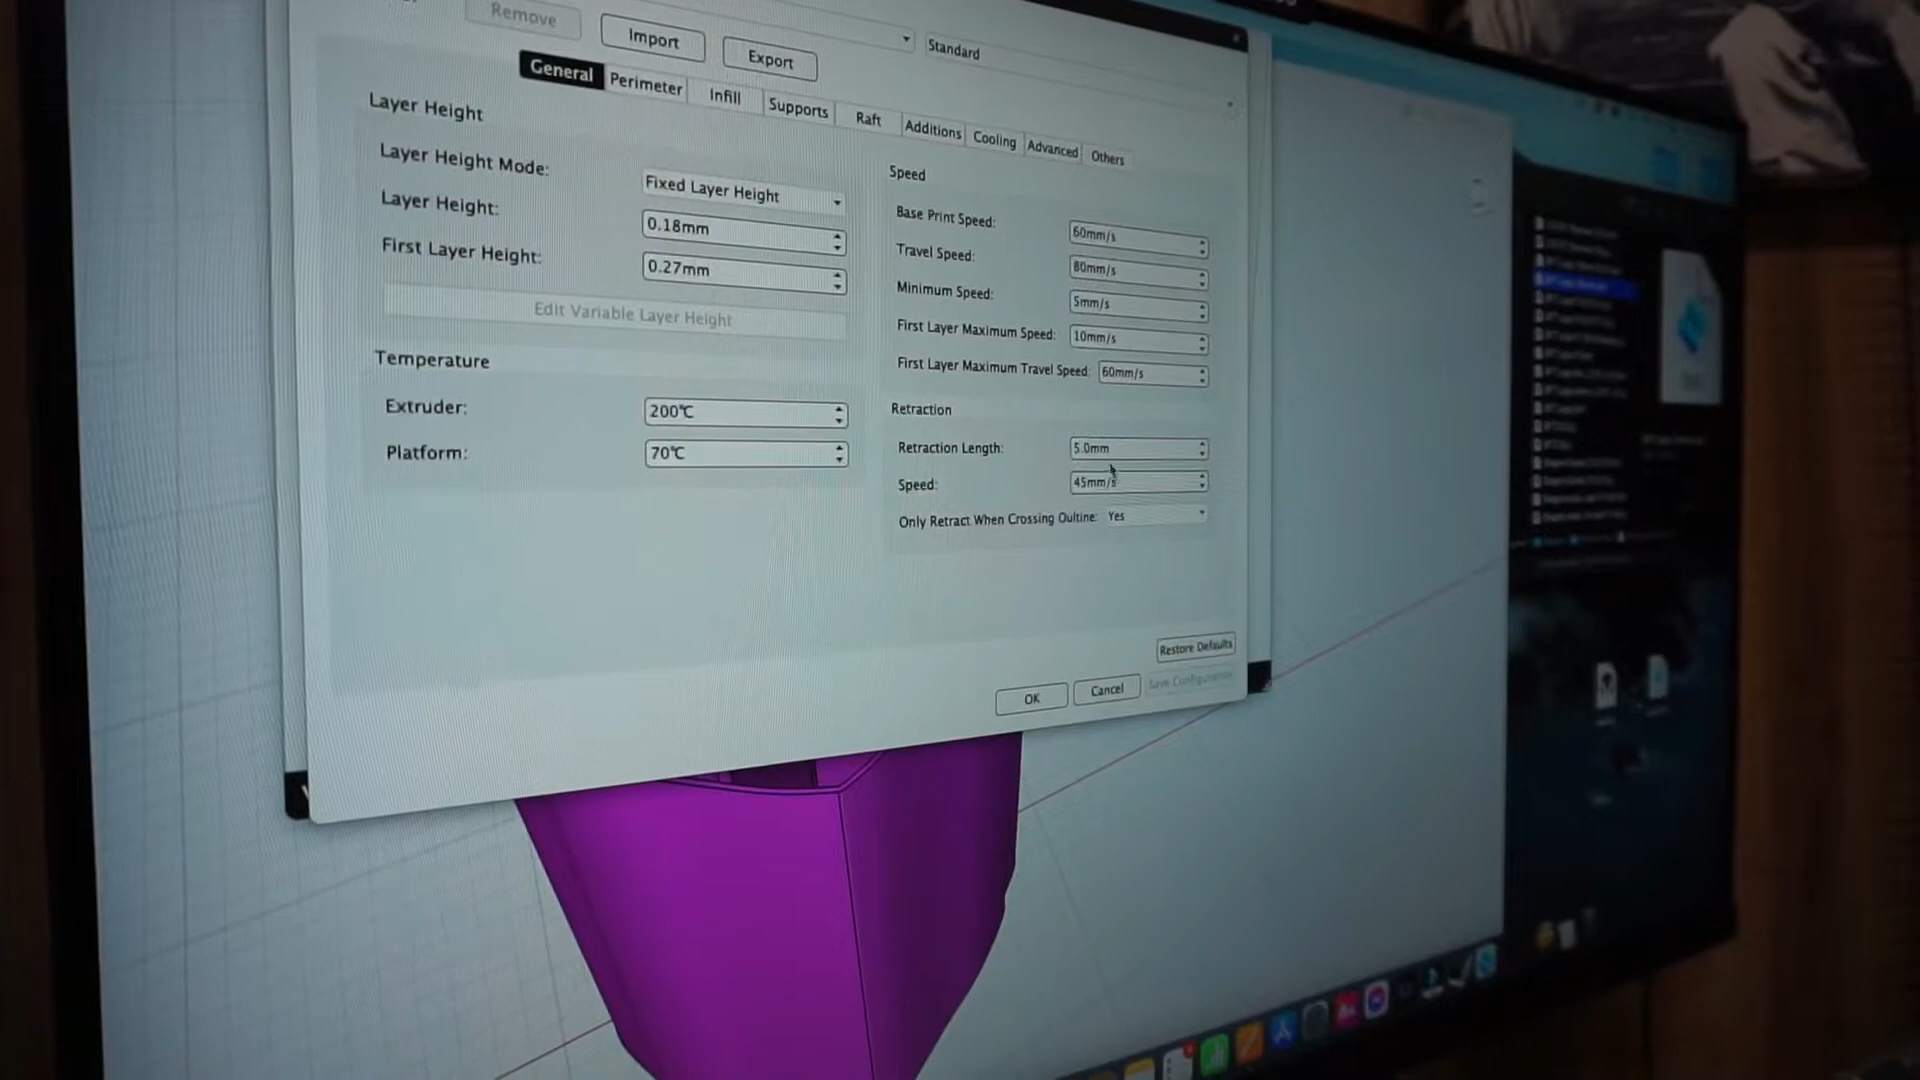 Remove
Import
Export
Standard
General
Perimeter
Infill
Supports
Raft
Additions
Cooling
Advanced
Others
Layer Height
Layer Height Mode:
Fixed Layer Height
Layer Height:
0.18mm
First Layer Height:
0.27mm
Edit Variable Layer Height
Temperature
Extruder:
200℃
Platform:
70℃
Speed
Base Print Speed:
60mm/s
Travel Speed:
80mm/s
Minimum Speed:
5mm/s
First Layer Maximum Speed:
10mm/s
First Layer Maximum Travel Speed:
60mm/s
Retraction
Retraction Length:
5.0mm
Speed:
45mm/s
Only Retract When Crossing Oultine:
Yes
Restore Defaults
OK
Cancel
Save Configuration